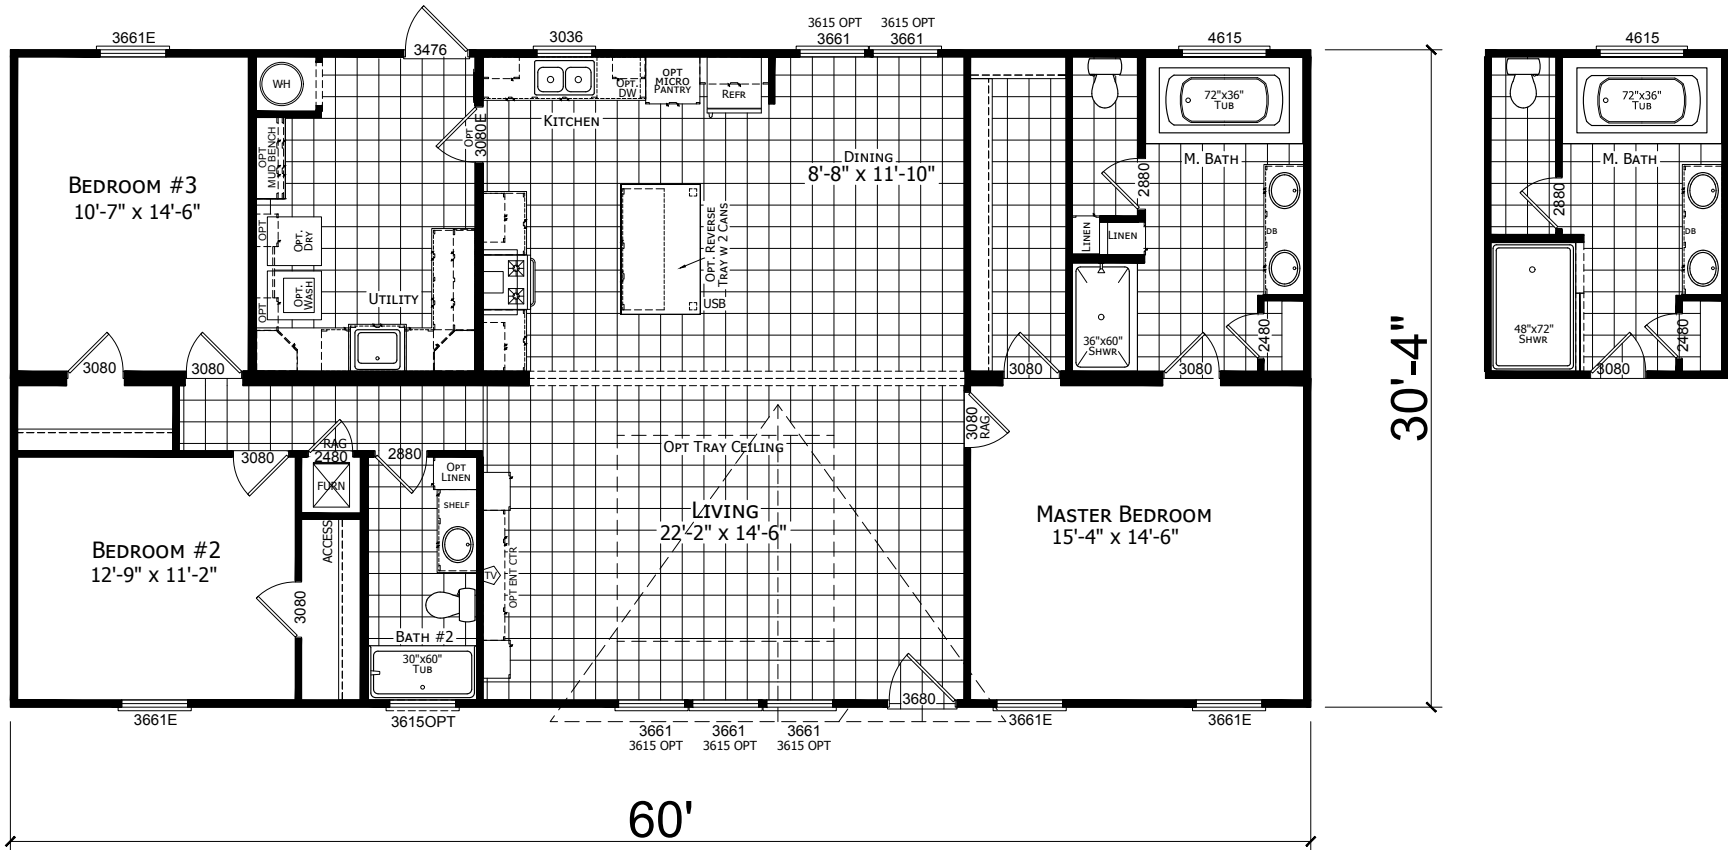 3661E
3476
3036
3615 OPT
3661
3615 OPT
3661
4615
WH
OPT
MUD BENCH
OPT
3080E
OPT.
DW
OPT
MICRO
PANTRY
REFR
KITCHEN
DINING
8'-8" x 11'-10"
BEDROOM #3
10'-7" x 14'-6"
OPT
OPT.
DRY
OPT
OPT.
WASH
UTILITY
OPT. REVERSE
TRAY W 2 CANS
USB
72"x36"
TUB
M. BATH
2880
LINEN
LINEN
DB
36"x60"
SHWR
2480
3080
3080
3080
3080
4615
72"x36"
TUB
M. BATH
2880
DB
48"x72"
SHWR
2480
3080
30'-4"
3080
RAG
2480
FURN
2880
OPT
LINEN
SHELF
3080
RAG
OPT TRAY CEILING
LIVING
22'-2" x 14'-6"
MASTER BEDROOM
15'-4" x 14'-6"
BEDROOM #2
12'-9" x 11'-2"
ACCESS
3080
TV
OPT ENT CTR
BATH #2
30"x60"
TUB
3661E
3615OPT
3661
3615 OPT
3661
3615 OPT
3661
3615 OPT
3680
3661E
3661E
60'